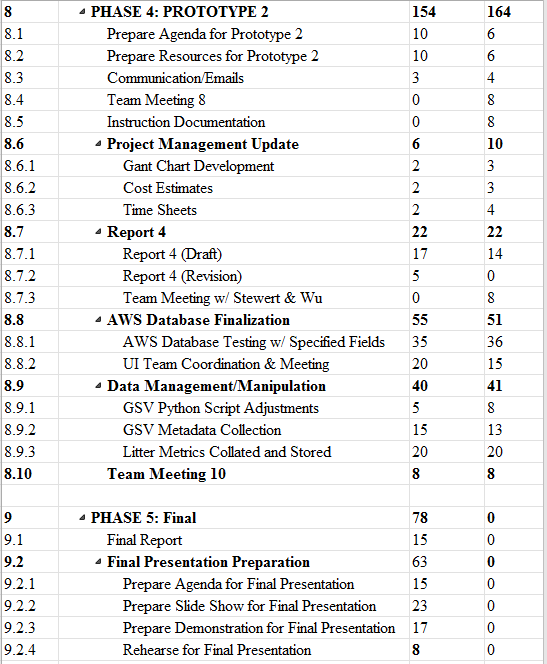 8 PHASE 4: PROTOTYPE 2 154 164
8.1 Prepare Agenda for Prototype 2 10 6
8.2 Prepare Resources for Prototype 2 10 6
8.3 Communication/Emails 3 4
8.4 Team Meeting 8 0 8
8.5 Instruction Documentation 0 8
8.6 Project Management Update 6 10
8.6.1 Gant Chart Development 2 3
8.6.2 Cost Estimates 2 3
8.6.3 Time Sheets 2 4
8.7 Report 4 22 22
8.7.1 Report 4 (Draft) 17 14
8.7.2 Report 4 (Revision) 5 0
8.7.3 Team Meeting w/ Stewert & Wu 0 8
8.8 AWS Database Finalization 55 51
8.8.1 AWS Database Testing w/ Specified Fields 35 36
8.8.2 UI Team Coordination & Meeting 20 15
8.9 Data Management/Manipulation 40 41
8.9.1 GSV Python Script Adjustments 5 8
8.9.2 GSV Metadata Collection 15 13
8.9.3 Litter Metrics Collated and Stored 20 20
8.10 Team Meeting 10 8 8
9 PHASE 5: Final 78 0
9.1 Final Report 15 0
9.2 Final Presentation Preparation 63 0
9.2.1 Prepare Agenda for Final Presentation 15 0
9.2.2 Prepare Slide Show for Final Presentation 23 0
9.2.3 Prepare Demonstration for Final Presentation 17 0
9.2.4 Rehearse for Final Presentation 8 0